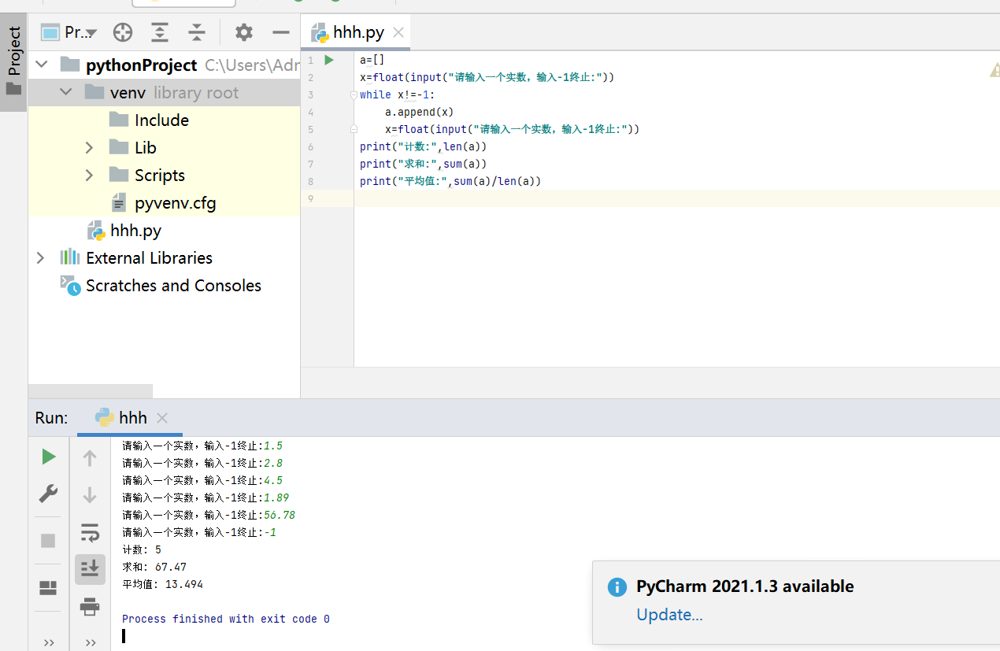 Project
Pr...
hhh.py
pythonProject C:\Users\Adr
venv library root
Include
Lib
Scripts
pyvenv.cfg
hhh.py
External Libraries
Scratches and Consoles
1 a=[]
2 x=float(input("请输入一个实数，输入-1终止:"))
3 while x!=-1:
4 a.append(x)
5 x=float(input("请输入一个实数，输入-1终止:"))
6 print("计数:",len(a))
7 print("求和:",sum(a))
8 print("平均值:",sum(a)/len(a))
9
Run: hhh
请输入一个实数，输入-1终止:1.5
请输入一个实数，输入-1终止:2.8
请输入一个实数，输入-1终止:4.5
请输入一个实数，输入-1终止:1.89
请输入一个实数，输入-1终止:56.78
请输入一个实数，输入-1终止:-1
计数: 5
求和: 67.47
平均值: 13.494
Process finished with exit code 0
PyCharm 2021.1.3 available
Update...